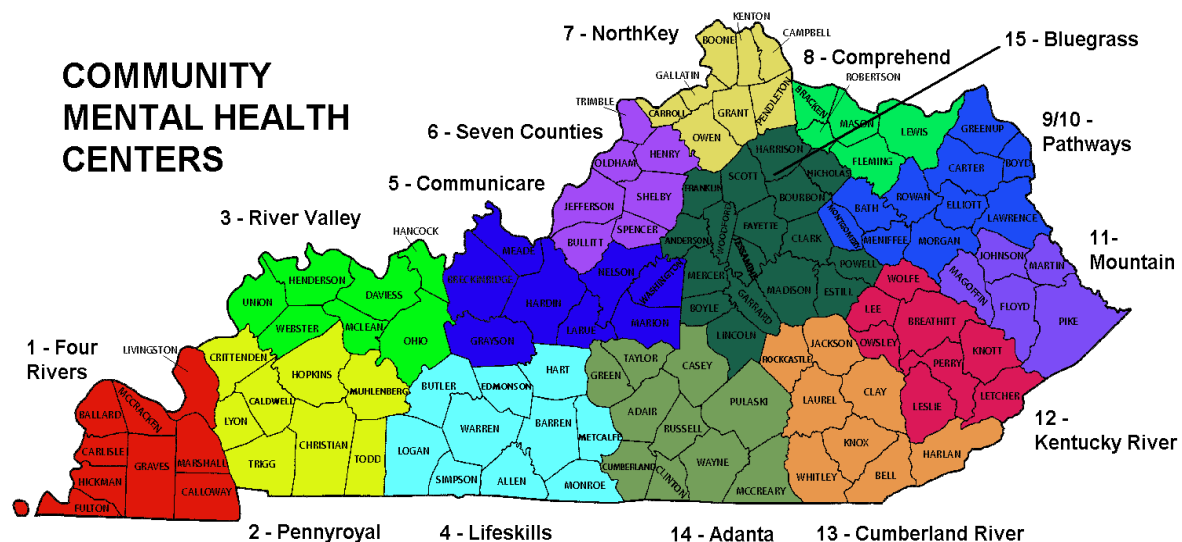 COMMUNITY
MENTAL HEALTH
CENTERS
7 - NorthKey
KENTON
CAMPBELL
BOONE
15 - Bluegrass
8 - Comprehend
ROBERTSON
GALLATIN
TRIMBLE
CARROLL
GRANT
PENDLETON
OWEN
BRACKEN
MASON
LEWIS
FLEMING
GREENUP
CARTER
BOYD
9/10 -
Pathways
6 - Seven Counties
HENRY
OLDHAM
SHELBY
JEFFERSON
SPENCER
BULLITT
HARRISON
SCOTT
NICHOLAS
FRANKLIN
BOURBON
WOODFORD
FAYETTE
ANDERSON
JESSAMINE
CLARK
MERCER
POWELL
MADISON
ESTILL
GARRARD
BOYLE
LINCOLN
BATH
ROWAN
ELLIOTT
LAWRENCE
MONTGOMERY
MENIFFEE
MORGAN
5 - Communicare
MEADE
BRECKINRIDGE
HARDIN
NELSON
WASHINGTON
LARUE
MARION
GRAYSON
11-
Mountain
JOHNSON
MARTIN
MAGOFFIN
FLOYD
PIKE
3 - River Valley
HANCOCK
HENDERSON
DAVIESS
UNION
WEBSTER
MCLEAN
OHIO
WOLFE
LEE
BREATHITT
OWSLEY
KNOTT
PERRY
LESLIE
LETCHER
12 -
Kentucky River
1 - Four
Rivers
LIVINGSTON
BALLARD
MCCRACKEN
CARLISLE
GRAVES
MARSHALL
HICKMAN
CALLOWAY
FULTON
CRITTENDEN
HOPKINS
CALDWELL
MUHLENBERG
LYON
CHRISTIAN
TRIGG
TODD
BUTLER
EDMONSON
HART
WARREN
BARREN
LOGAN
METCALFE
SIMPSON
ALLEN
MONROE
TAYLOR
CASEY
GREEN
ADAIR
PULASKI
RUSSELL
CUMBERLAND
WAYNE
CLINTON
MCCREARY
ROCKCASTLE
JACKSON
LAUREL
CLAY
KNOX
WHITLEY
BELL
HARLAN
2 - Pennyroyal
4 - Lifeskills
14 - Adanta
13 - Cumberland River